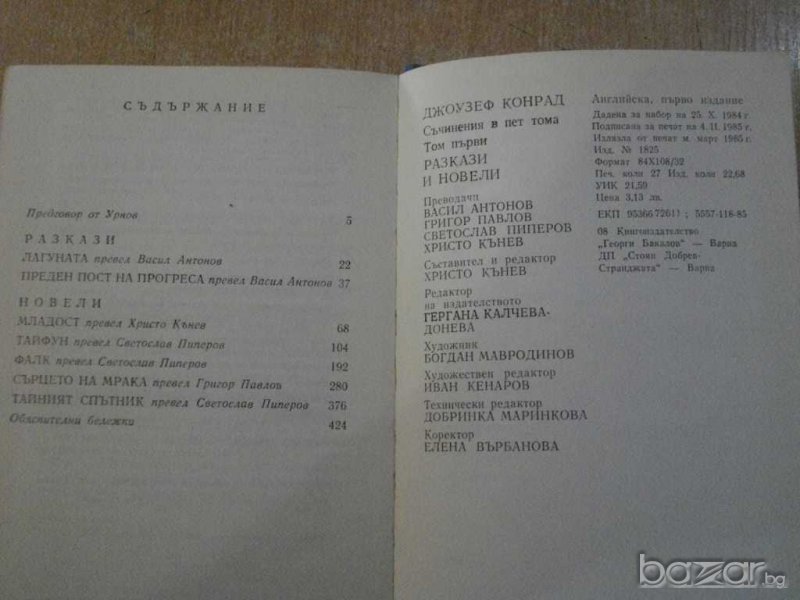 СЪДЪРЖАНИЕ
Предговор от Урнов 5
РАЗКАЗИ
ЛАГУНАТА превел Васил Антонов 22
ПРЕДЕН ПОСТ НА ПРОГРЕСА превел Васил Антонов 37
НОВЕЛИ
МЛАДОСТ превел Христо Кънев 68
ТАЙФУН превел Светослав Пиперов 104
ФАЛК превел Светослав Пиперов 192
СЪРЦЕТО НА МРАКА превел Григор Павлов 280
ТАЙНИЯТ СПЪТНИК превел Светослав Пиперов 376
Обяснителни бележки 424
ДЖОУЗЕФ КОНРАД
Съчинения в пет тома
Том първи
РАЗКАЗИ
И НОВЕЛИ
Преводачи
ВАСИЛ АНТОНОВ
ГРИГОР ПАВЛОВ
СВЕТОСЛАВ ПИПЕРОВ
ХРИСТО КЪНЕВ
Съставител и редактор
ХРИСТО КЪНЕВ
Редактор
на издателството
ГЕРГАНА КАЛЧЕВА-
ДОНЕВА
Художник
БОГДАН МАВРОДИНОВ
Художествен редактор
ИВАН КЕНАРОВ
Технически редактор
ДОБРИНКА МАРИНКОВА
Коректор
ЕЛЕНА ВЪРБАНОВА
Английска, първо издание
Дадена за набор на 25. X. 1984 г.
Подписана за печат на 4. II. 1985 г.
Излязла от печат м. март 1985 г.
Изд. № 1825
Формат 84X108/32
Печ. коли 27 Изд. коли 22,68
УИК 21,59
Цена 3,13 лв.
ЕКП 95366 5557-118-85
08 Книгоиздателство
„Георги Бакалов“ — Варна
ДП „Стоян Добрев-
Странджата“ — Варна
bazar.bg